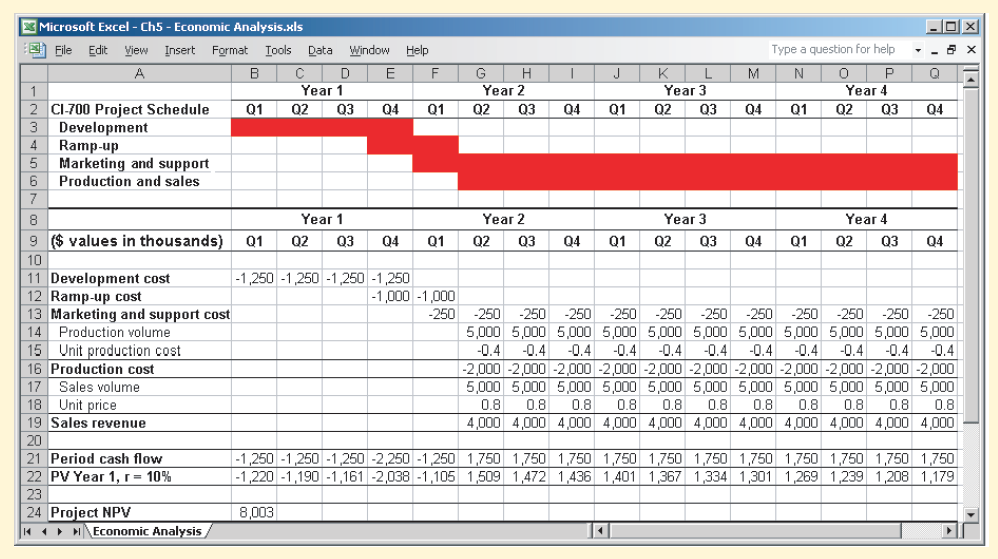 Microsoft Excel - Ch5 - Economic Analysis.xls
File Edit View Insert Format Tools Data Window Help Type a question for help
A B C D E F G H I J K L M N O P Q
1 Year 1 Year 2 Year 3 Year 4
2 CI-700 Project Schedule Q1 Q2 Q3 Q4 Q1 Q2 Q3 Q4 Q1 Q2 Q3 Q4 Q1 Q2 Q3 Q4
3 Development
4 Ramp-up
5 Marketing and support
6 Production and sales
7
8 Year 1 Year 2 Year 3 Year 4
9 ($ values in thousands) Q1 Q2 Q3 Q4 Q1 Q2 Q3 Q4 Q1 Q2 Q3 Q4 Q1 Q2 Q3 Q4
10
11 Development cost -1,250 -1,250 -1,250 -1,250
12 Ramp-up cost -1,000 -1,000
13 Marketing and support cost -250 -250 -250 -250 -250 -250 -250 -250 -250 -250 -250 -250
14 Production volume 5,000 5,000 5,000 5,000 5,000 5,000 5,000 5,000 5,000 5,000 5,000
15 Unit production cost -0.4 -0.4 -0.4 -0.4 -0.4 -0.4 -0.4 -0.4 -0.4 -0.4 -0.4
16 Production cost -2,000 -2,000 -2,000 -2,000 -2,000 -2,000 -2,000 -2,000 -2,000 -2,000 -2,000
17 Sales volume 5,000 5,000 5,000 5,000 5,000 5,000 5,000 5,000 5,000 5,000 5,000
18 Unit price 0.8 0.8 0.8 0.8 0.8 0.8 0.8 0.8 0.8 0.8 0.8
19 Sales revenue 4,000 4,000 4,000 4,000 4,000 4,000 4,000 4,000 4,000 4,000 4,000
20
21 Period cash flow -1,250 -1,250 -1,250 -2,250 -1,250 1,750 1,750 1,750 1,750 1,750 1,750 1,750 1,750 1,750 1,750 1,750
22 PV Year 1, r = 10% -1,220 -1,190 -1,161 -2,038 -1,105 1,509 1,472 1,436 1,401 1,367 1,334 1,301 1,269 1,239 1,208 1,179
23
24 Project NPV 8,003
Economic Analysis